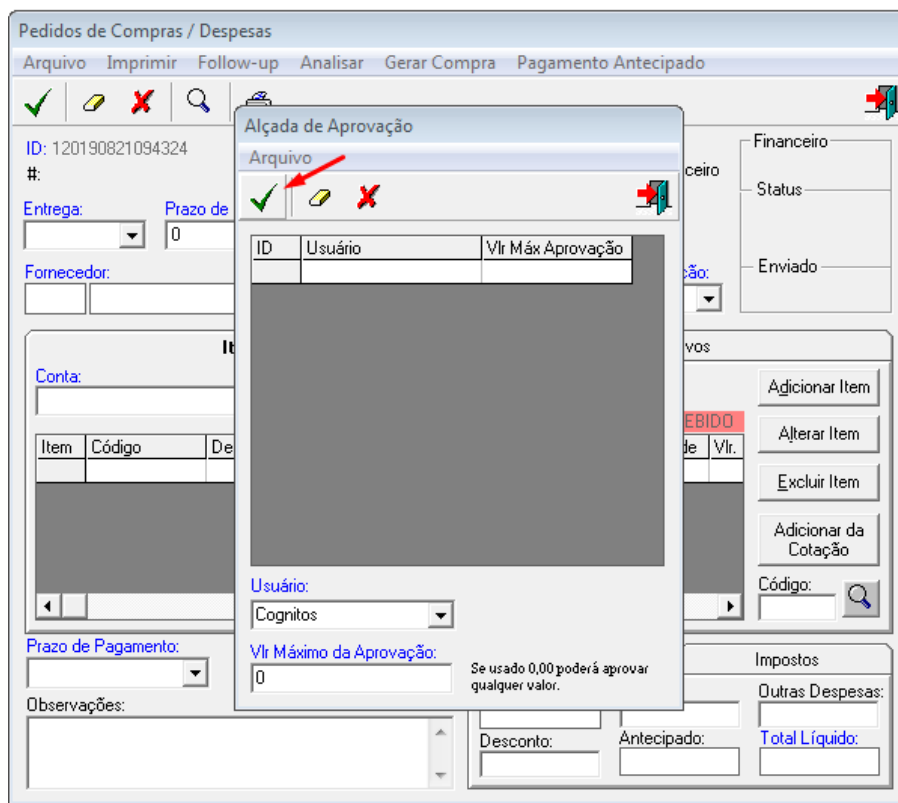 Pedidos de Compras / Despesas
Arquivo Imprimir Follow-up Analisar Gerar Compra Pagamento Antecipado
ID: 120190821094324
#:
Entrega:
Prazo de
0
Fornecedor:
ceiro
Financeiro
Status
Enviado
ção:
Alçada de Aprovação
Arquivo
ID Usuário Vlr Máx Aprovação
Usuário:
Cognitos
Vlr Máximo da Aprovação:
0
Se usado 0,00 poderá aprovar
qualquer valor.
It
vos
Conta:
EBIDO
Item Código De
de Vlr.
Adicionar Item
Alterar Item
Excluir Item
Adicionar da
Cotação
Código:
Prazo de Pagamento:
Observações:
Impostos
Outras Despesas:
Desconto:
Antecipado:
Total Líquido: